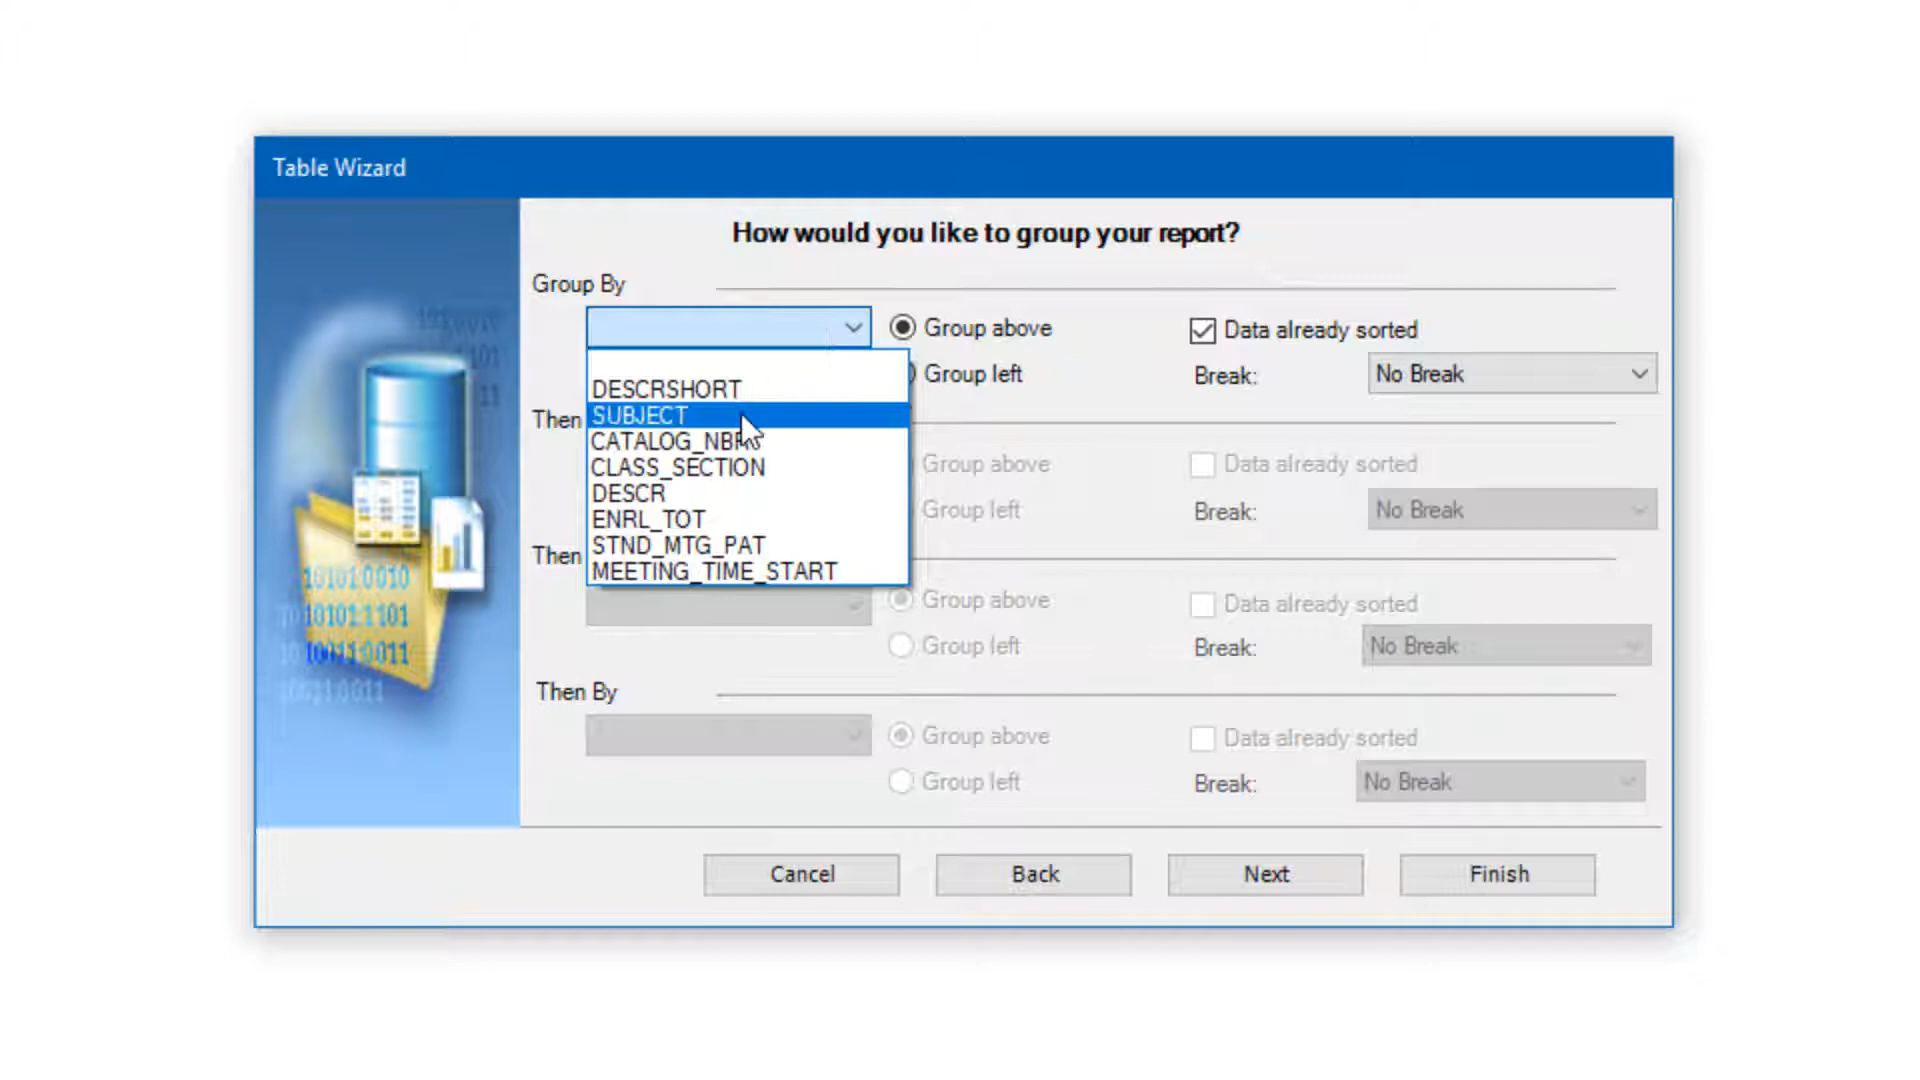 Table Wizard
How would you like to group your report?
Group By
Group above
Data already sorted
Group left
Break:
No Break
DESCRSHORT
SUBJECT
CATALOG_NBR
CLASS_SECTION
DESCR
ENRL_TOT
STND_MTG_PAT
MEETING_TIME_START
Then
Group above
Data already sorted
Group left
Break:
No Break
Then
Group above
Data already sorted
Group left
Break:
No Break
Then By
Group above
Data already sorted
Group left
Break:
No Break
Cancel
Back
Next
Finish